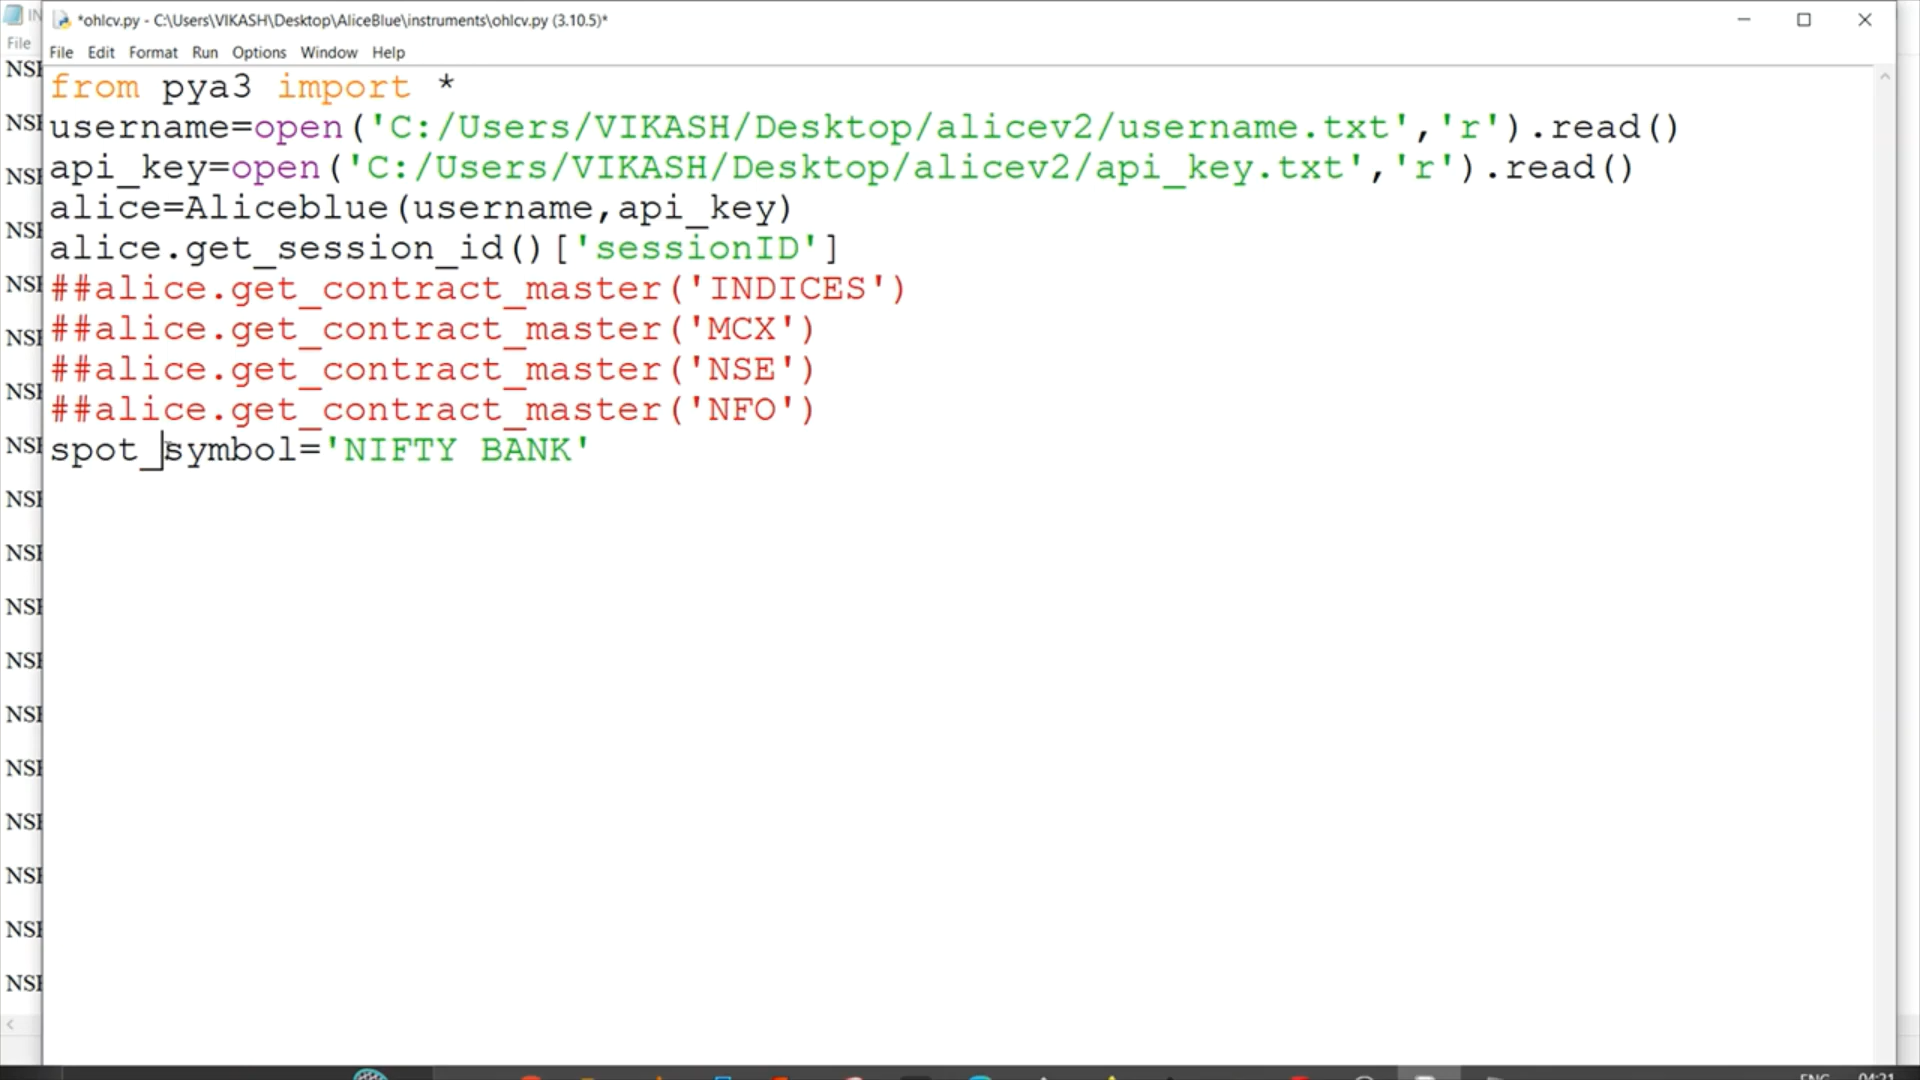 *ohlcv.py - C:\Users\VIKASH\Desktop\AliceBlue\instruments\ohlcv.py (3.10.5)*
File
File Edit Format Run Options Window Help
from pya3 import *
username=open('C:/Users/VIKASH/Desktop/alicev2/username.txt','r').read()
api_key=open('C:/Users/VIKASH/Desktop/alicev2/api_key.txt','r').read()
alice=Aliceblue(username,api_key)
alice.get_session_id()['sessionID']
##alice.get_contract_master('INDICES')
##alice.get_contract_master('MCX')
##alice.get_contract_master('NSE')
##alice.get_contract_master('NFO')
spot_symbol='NIFTY BANK'